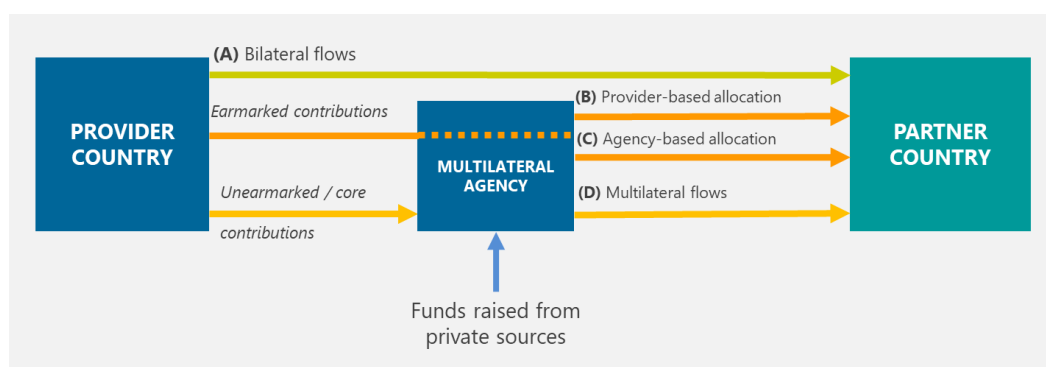 (A) Bilateral flows
PROVIDER
COUNTRY
Earmarked contributions
Unearmarked / core
contributions
MULTILATERAL
AGENCY
(B) Provider-based allocation
(C) Agency-based allocation
(D) Multilateral flows
PARTNER
COUNTRY
Funds raised from
private sources